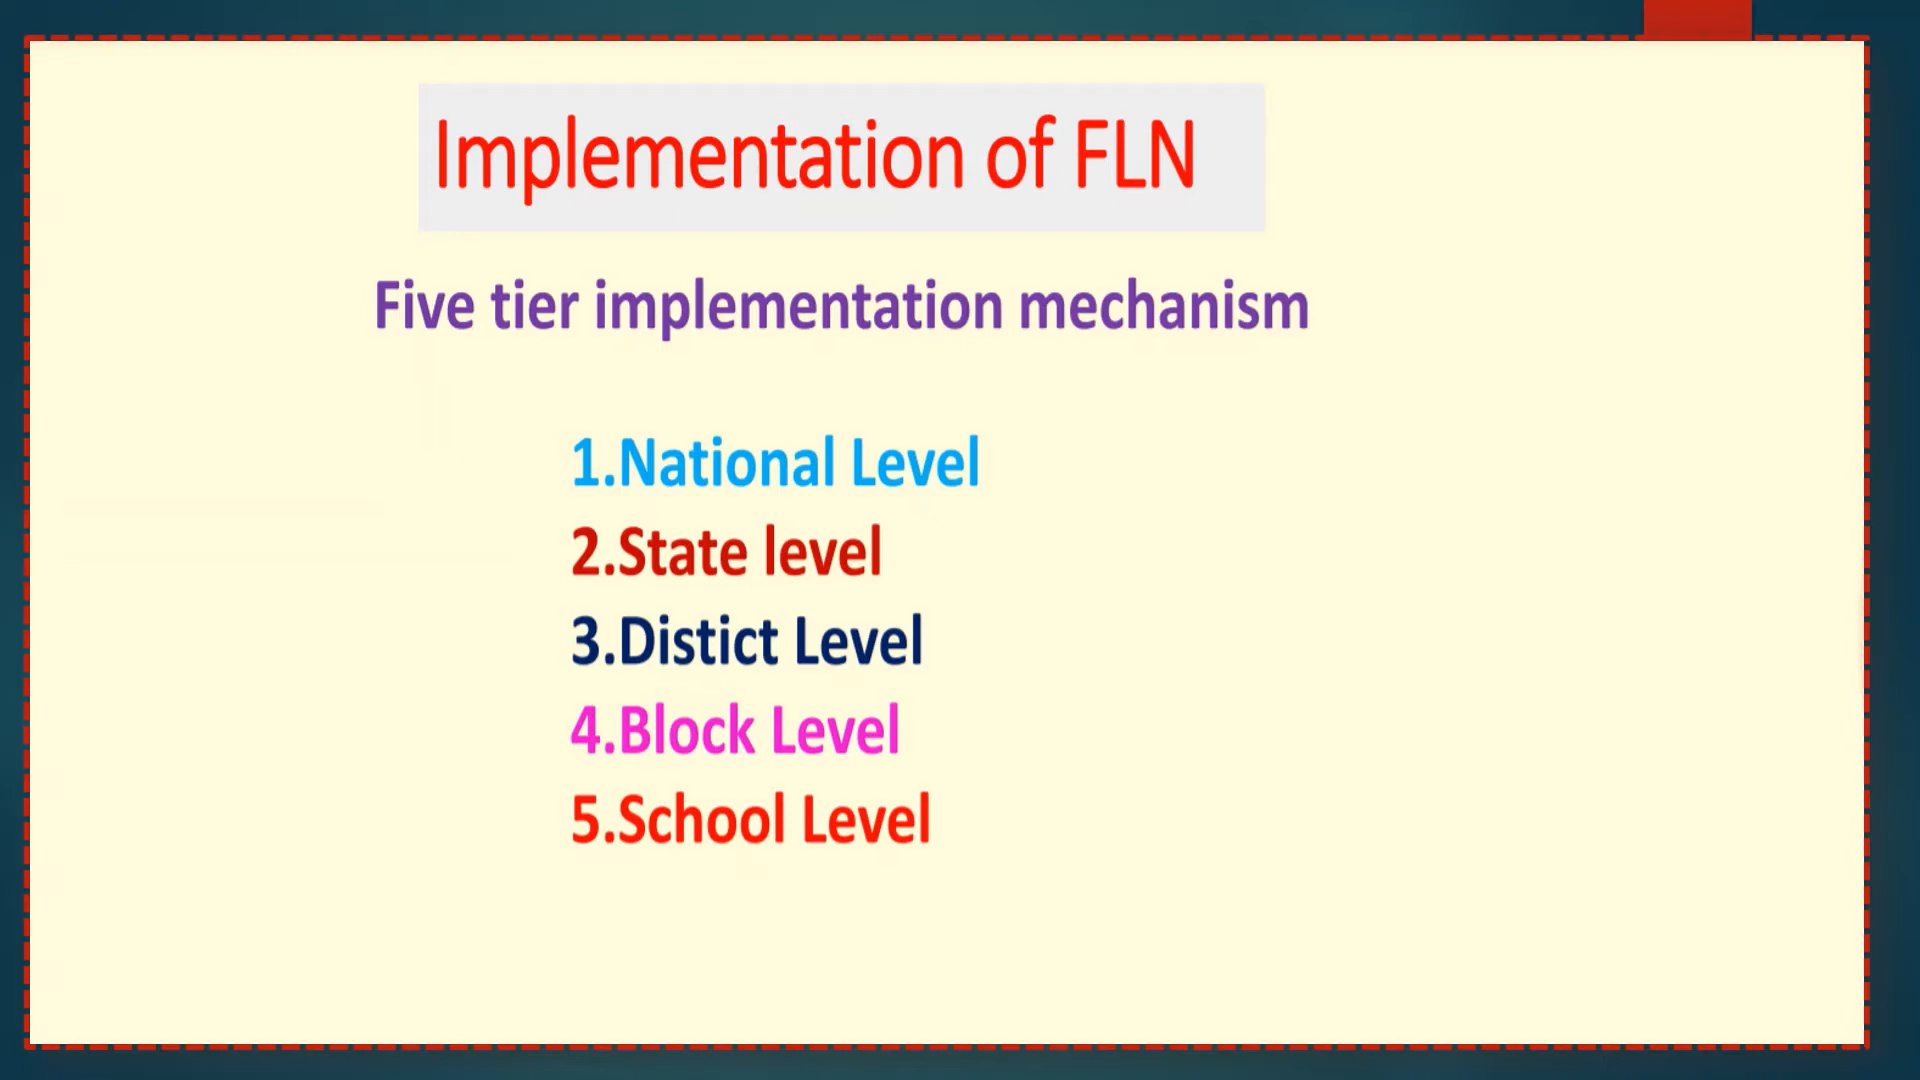 Implementation of FLN
Five tier implementation mechanism
1.National Level
2.State level
3.Distict Level
4.Block Level
5.School Level